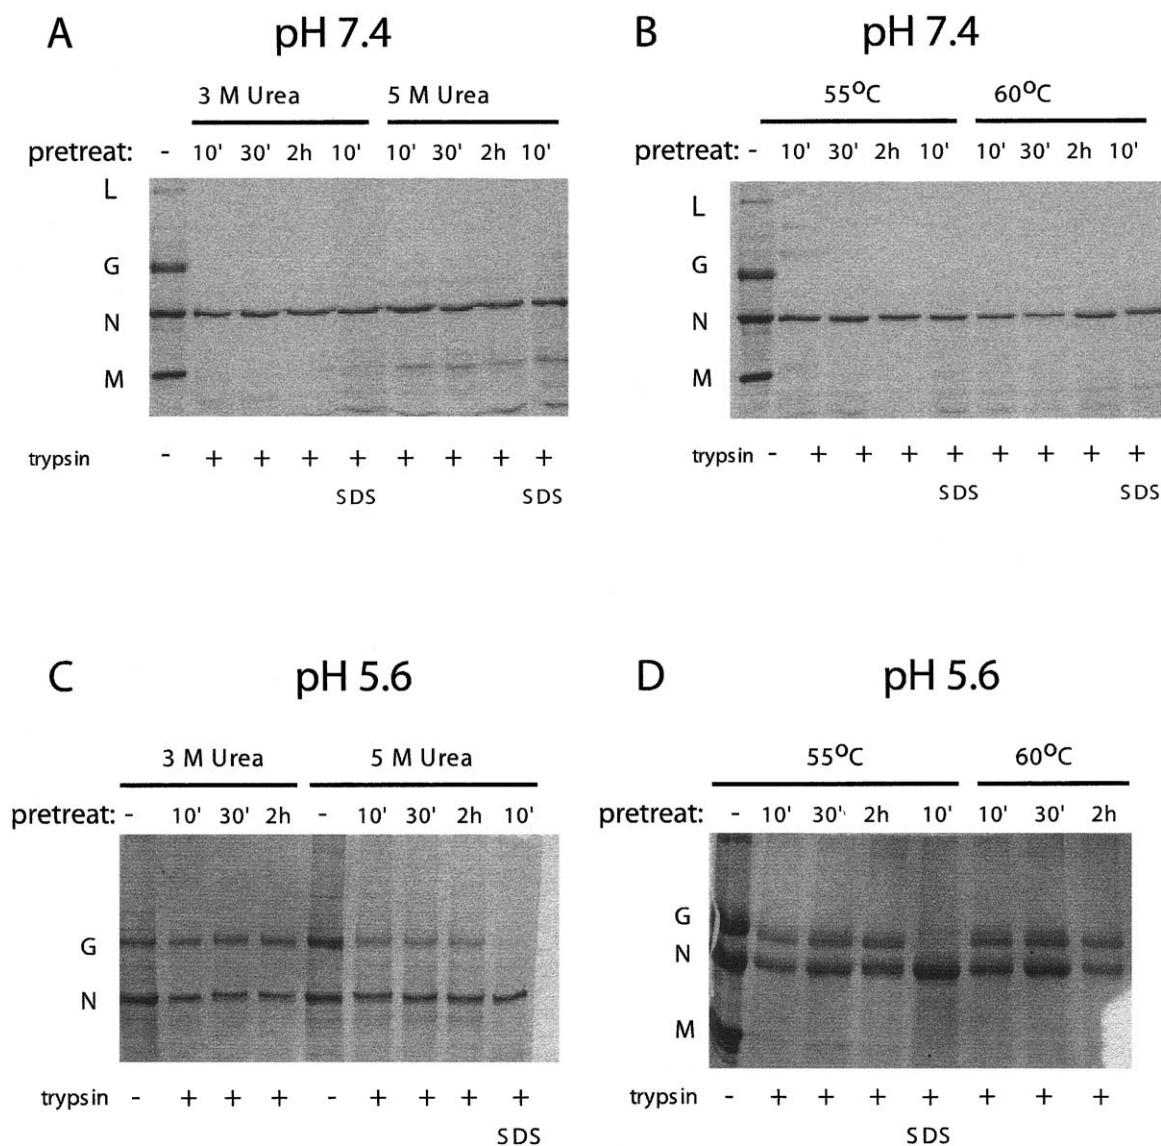 A pH 7.4
3 M Urea 5 M Urea
pretreat: - 10' 30' 2h 10' 10' 30' 2h 10'
L
G
N
M
trypsin - + + + + + + + +
SDS SDS
B pH 7.4
55°C 60°C
pretreat: - 10' 30' 2h 10' 10' 30' 2h 10'
L
G
N
M
trypsin - + + + + + + + +
SDS SDS
C pH 5.6
3 M Urea 5 M Urea
pretreat: - 10' 30' 2h - 10' 30' 2h 10'
G
N
trypsin - + + + - + + + +
SDS
D pH 5.6
55°C 60°C
pretreat: - 10' 30' 2h 10' 10' 30' 2h
G
N
M
trypsin - + + + + + + +
SDS